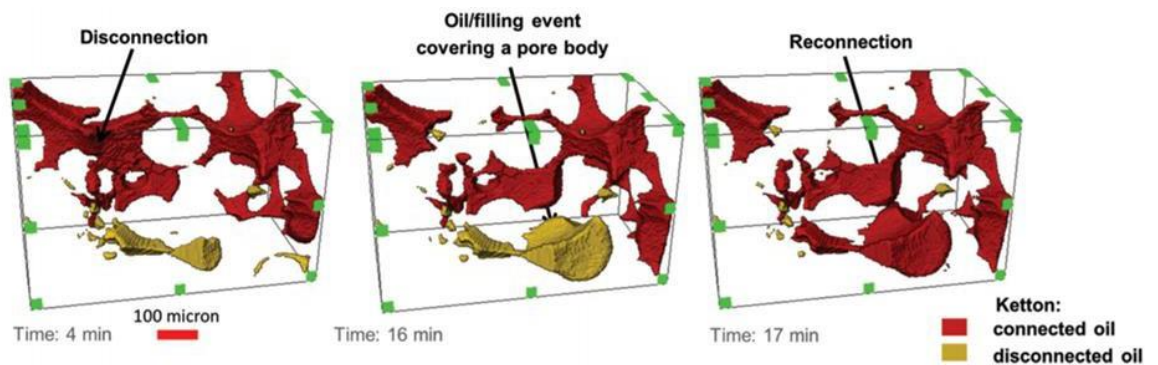 Disconnection
Oil/filling event
covering a pore body
Reconnection
Time: 4 min
100 micron
Time: 16 min
Time: 17 min
Ketton:
connected oil
disconnected oil